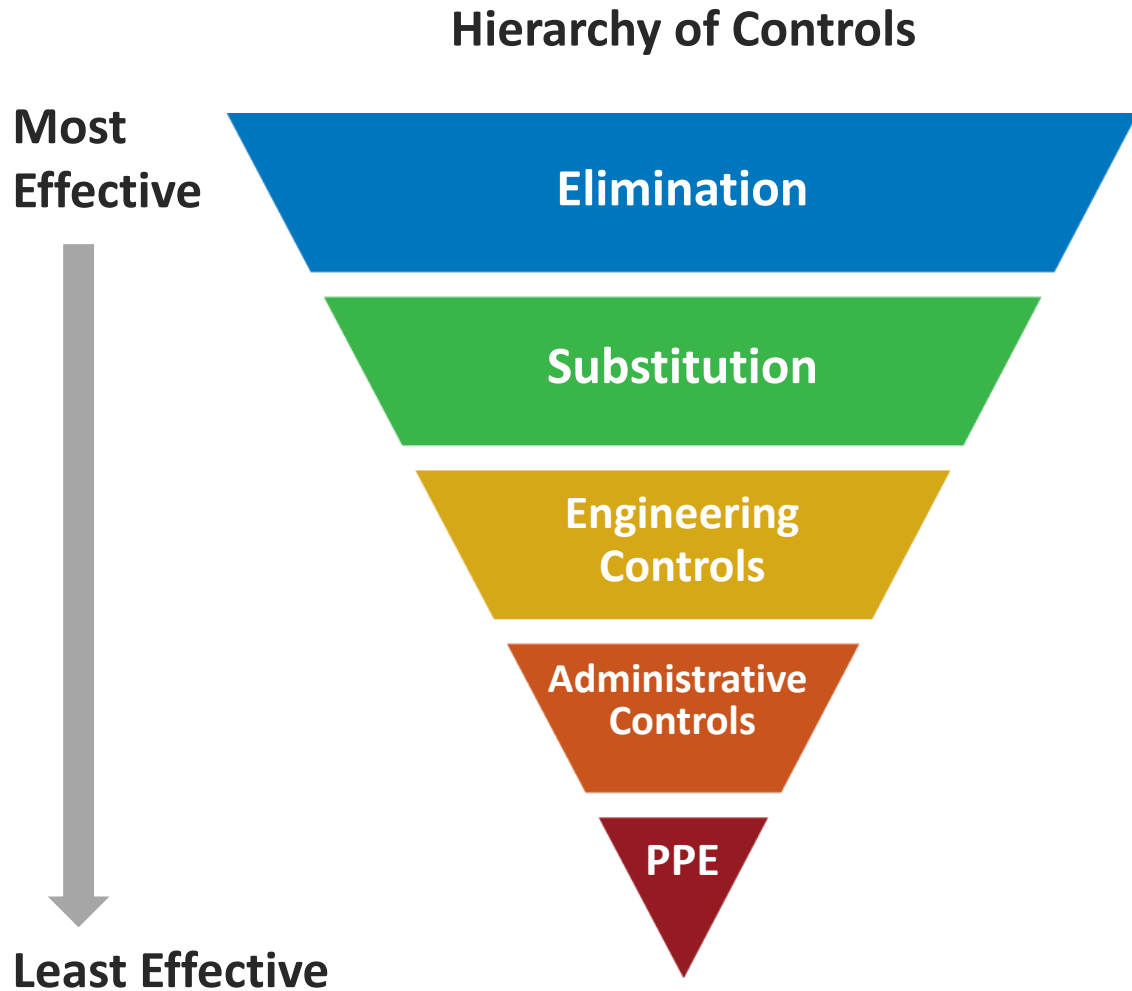 Hierarchy of Controls
Most
Effective
Elimination
Substitution
Engineering
Controls
Administrative
Controls
PPE
Least Effective